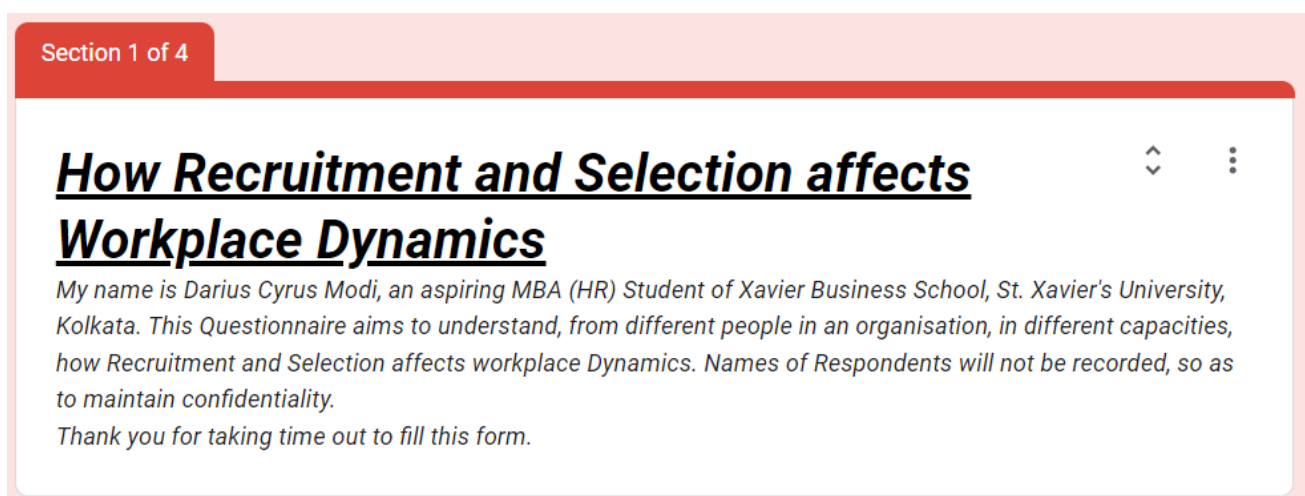 Section 1 of 4
How Recruitment and Selection affects
Workplace Dynamics
My name is Darius Cyrus Modi, an aspiring MBA (HR) Student of Xavier Business School, St. Xavier's University,
Kolkata. This Questionnaire aims to understand, from different people in an organisation, in different capacities,
how Recruitment and Selection affects workplace Dynamics. Names of Respondents will not be recorded, so as
to maintain confidentiality.
Thank you for taking time out to fill this form.